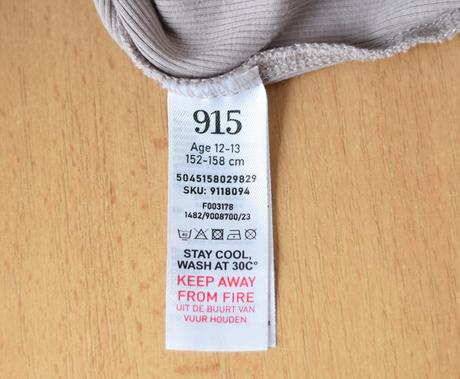 915
Age 12-13
152-158 cm
5045158029829
SKU: 9118094
F003178
1482/9008700/23
STAY COOL,
WASH AT 30C°
KEEP AWAY
FROM FIRE
UIT DE BUURT VAN
VUUR HOUDEN